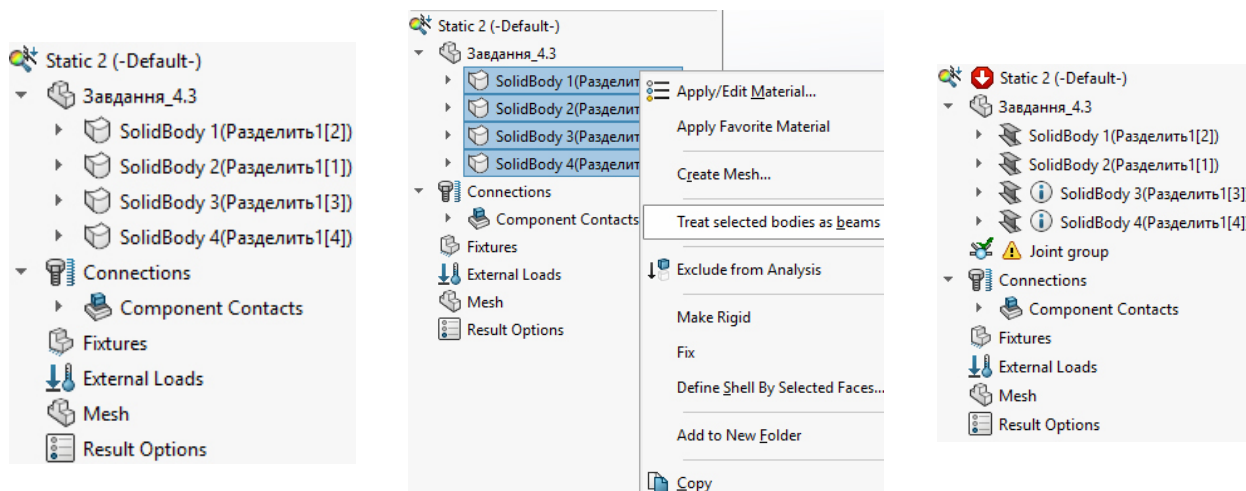 Static 2 (-Default-)
Завдання_4.3
SolidBody 1(Разделить1[2])
SolidBody 2(Разделить1[1])
SolidBody 3(Разделить1[3])
SolidBody 4(Разделить1[4])
Connections
Component Contacts
Fixtures
External Loads
Mesh
Result Options
Static 2 (-Default-)
Завдання_4.3
SolidBody 1(Разделит
SolidBody 2(Разделит
SolidBody 3(Разделит
SolidBody 4(Разделит
Connections
Component Contacts
Fixtures
External Loads
Mesh
Result Options
Apply/Edit Material...
Apply Favorite Material
Create Mesh...
Treat selected bodies as beams
Exclude from Analysis
Make Rigid
Fix
Define Shell By Selected Faces...
Add to New Folder
Copy
Static 2 (-Default-)
Завдання_4.3
SolidBody 1(Разделить1[2])
SolidBody 2(Разделить1[1])
SolidBody 3(Разделить1[3]
SolidBody 4(Разделить1[4]
Joint group
Connections
Component Contacts
Fixtures
External Loads
Mesh
Result Options